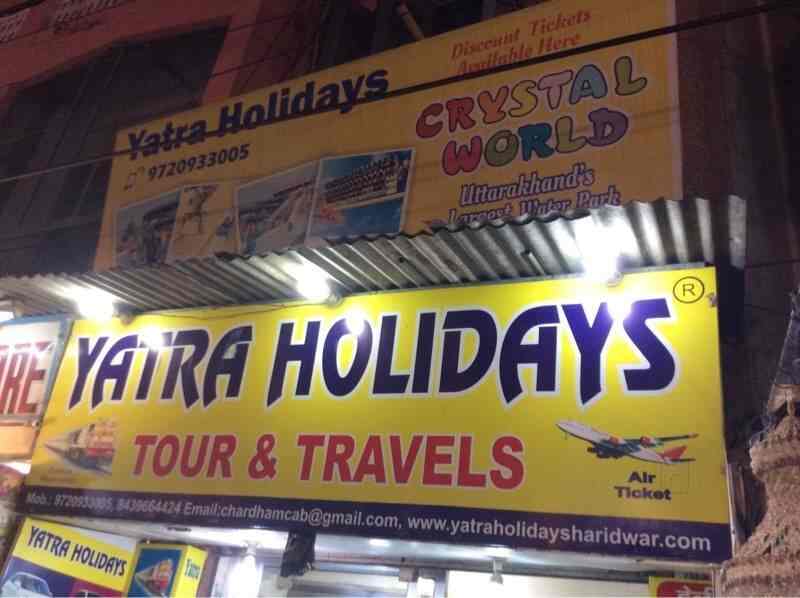 Discount Tickets
Available Here
Yatra Holidays
9720933005
CRYSTAL
WORLD
Uttarakhand's
Largest Water Park
YATRA HOLIDAYS ®
TOUR & TRAVELS
Air
Ticket
Mob.: 9720933005, 8439664424 Email:chardhamcab@gmail.com, www.yatraholidaysharidwar.com
YATRA HOLIDAYS
YATRA